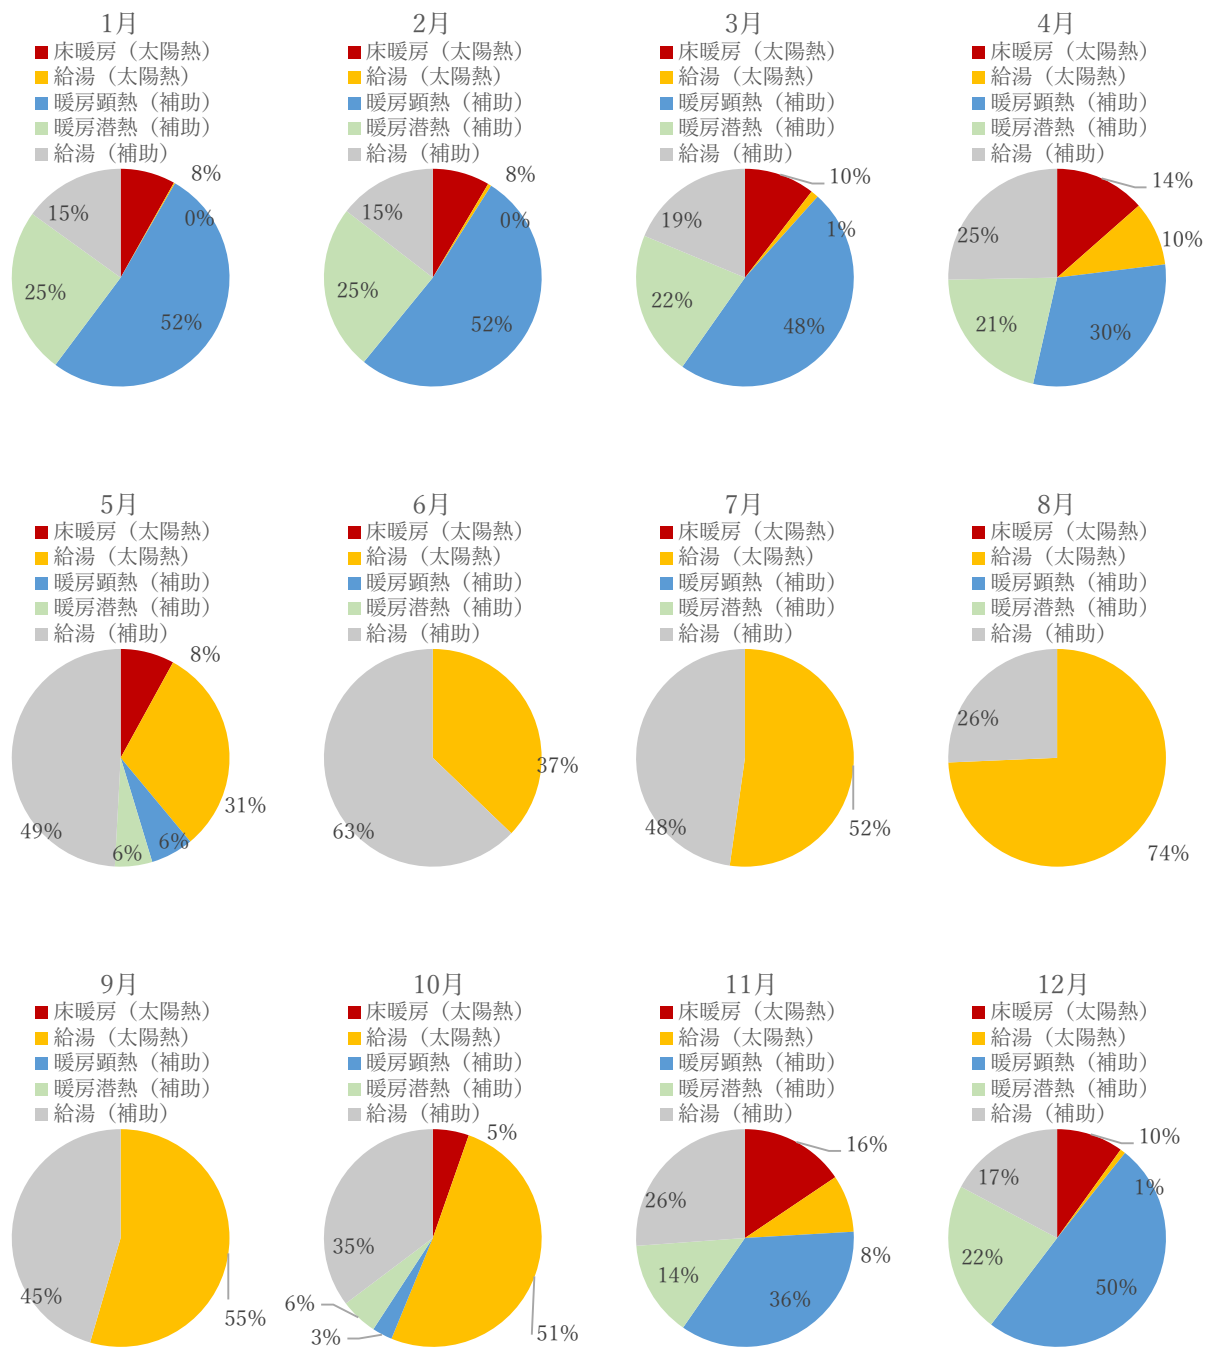 1月
床暖房（太陽熱）
給湯（太陽熱）
暖房顕熱（補助）
暖房潜熱（補助）
給湯（補助）
8%
0%
52%
25%
15%
2月
床暖房（太陽熱）
給湯（太陽熱）
暖房顕熱（補助）
暖房潜熱（補助）
給湯（補助）
8%
0%
52%
25%
15%
3月
床暖房（太陽熱）
給湯（太陽熱）
暖房顕熱（補助）
暖房潜熱（補助）
給湯（補助）
10%
1%
48%
22%
19%
4月
床暖房（太陽熱）
給湯（太陽熱）
暖房顕熱（補助）
暖房潜熱（補助）
給湯（補助）
14%
10%
30%
21%
25%
5月
床暖房（太陽熱）
給湯（太陽熱）
暖房顕熱（補助）
暖房潜熱（補助）
給湯（補助）
8%
31%
6%
6%
49%
6月
床暖房（太陽熱）
給湯（太陽熱）
暖房顕熱（補助）
暖房潜熱（補助）
給湯（補助）
37%
63%
7月
床暖房（太陽熱）
給湯（太陽熱）
暖房顕熱（補助）
暖房潜熱（補助）
給湯（補助）
52%
48%
8月
床暖房（太陽熱）
給湯（太陽熱）
暖房顕熱（補助）
暖房潜熱（補助）
給湯（補助）
74%
26%
9月
床暖房（太陽熱）
給湯（太陽熱）
暖房顕熱（補助）
暖房潜熱（補助）
給湯（補助）
55%
45%
10月
床暖房（太陽熱）
給湯（太陽熱）
暖房顕熱（補助）
暖房潜熱（補助）
給湯（補助）
5%
51%
3%
6%
35%
11月
床暖房（太陽熱）
給湯（太陽熱）
暖房顕熱（補助）
暖房潜熱（補助）
給湯（補助）
16%
8%
36%
14%
26%
12月
床暖房（太陽熱）
給湯（太陽熱）
暖房顕熱（補助）
暖房潜熱（補助）
給湯（補助）
10%
1%
50%
22%
17%